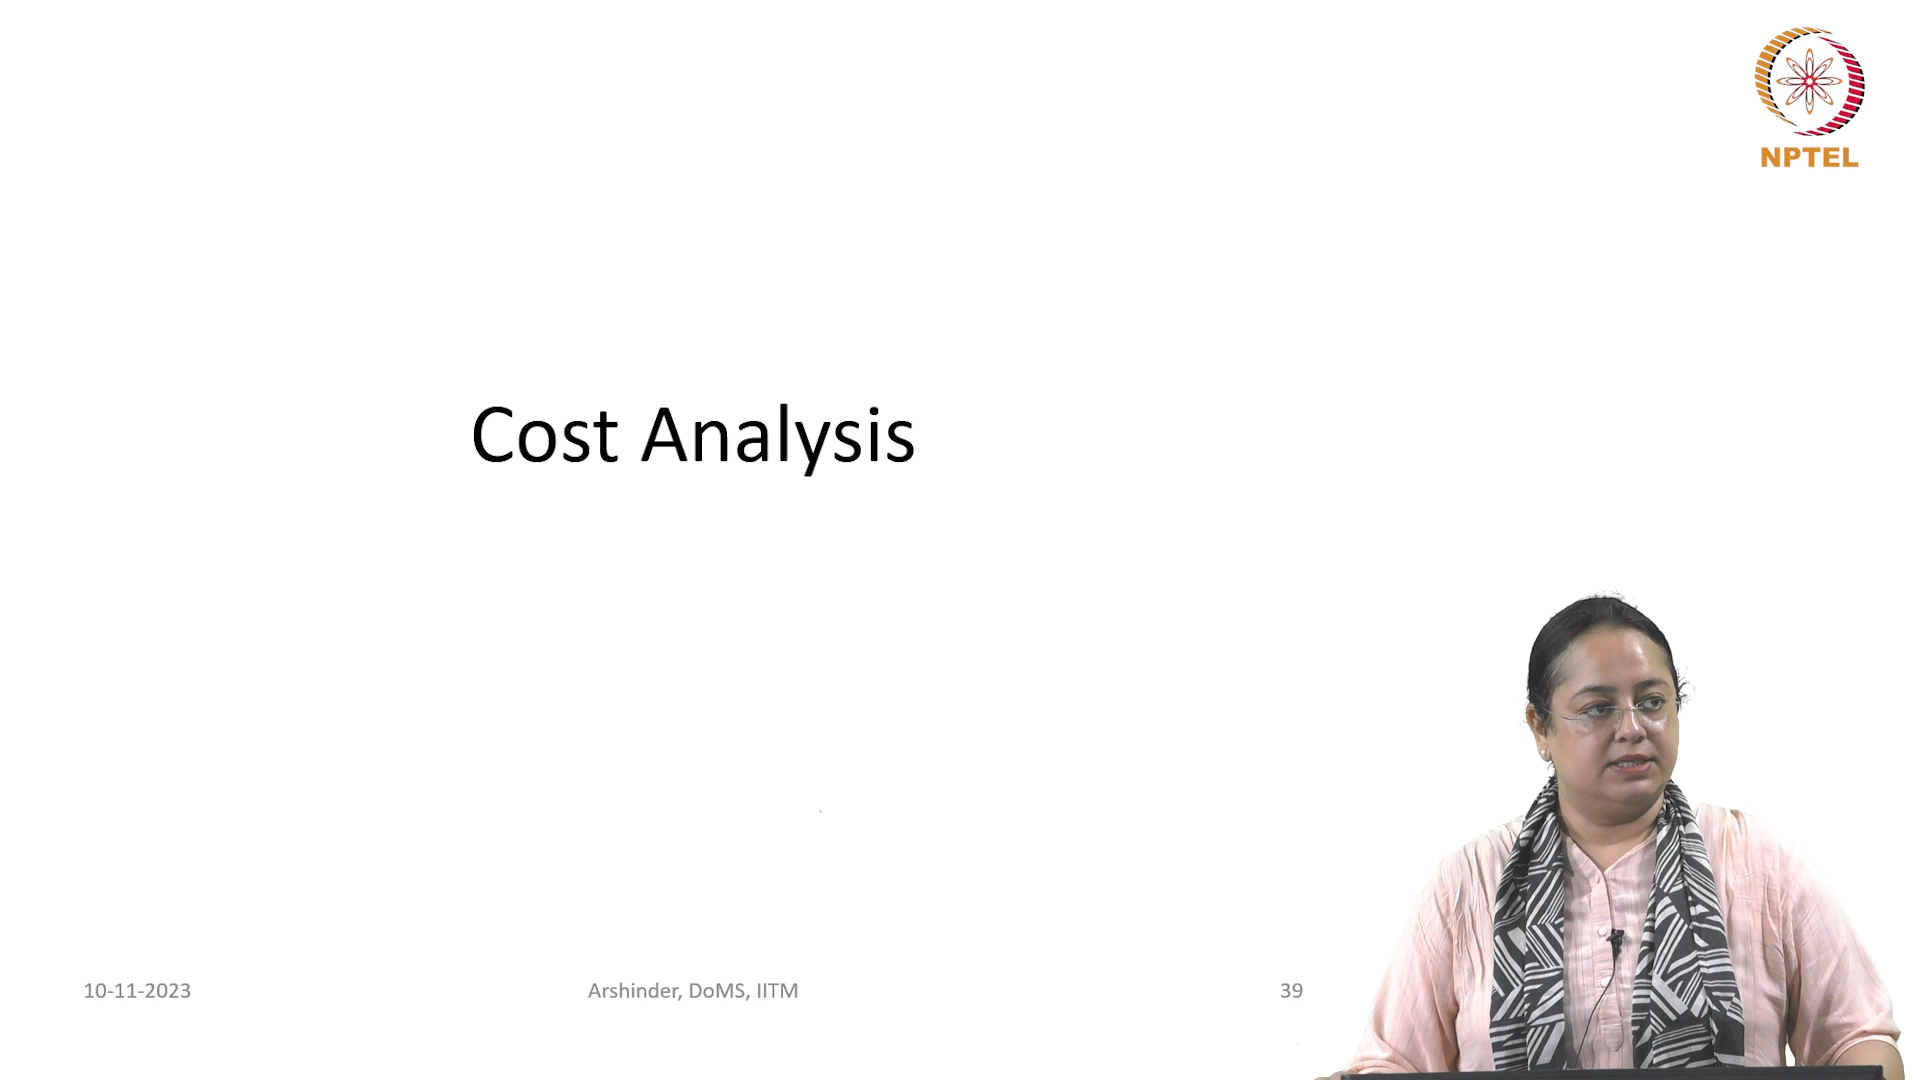 NPTEL
Cost Analysis
10-11-2023
Arshinder, DoMS, IITM
39